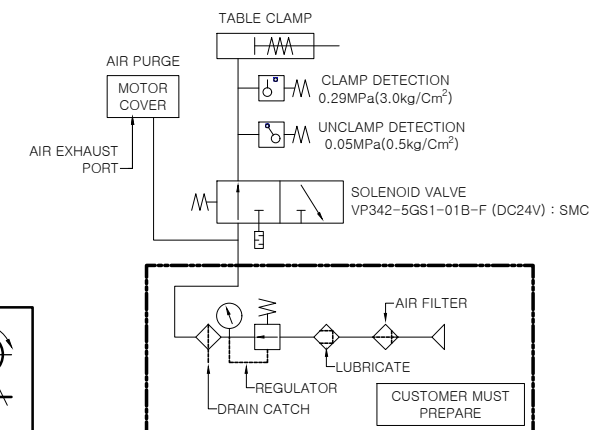 TABLE CLAMP
AIR PURGE
MOTOR
COVER
CLAMP DETECTION
0.29MPa(3.0kg/Cm²)
UNCLAMP DETECTION
0.05MPa(0.5kg/Cm²)
AIR EXHAUST
PORT
SOLENOID VALVE
VP342-5GS1-01B-F (DC24V) : SMC
AIR FILTER
LUBRICATE
REGULATOR
DRAIN CATCH
CUSTOMER MUST
PREPARE